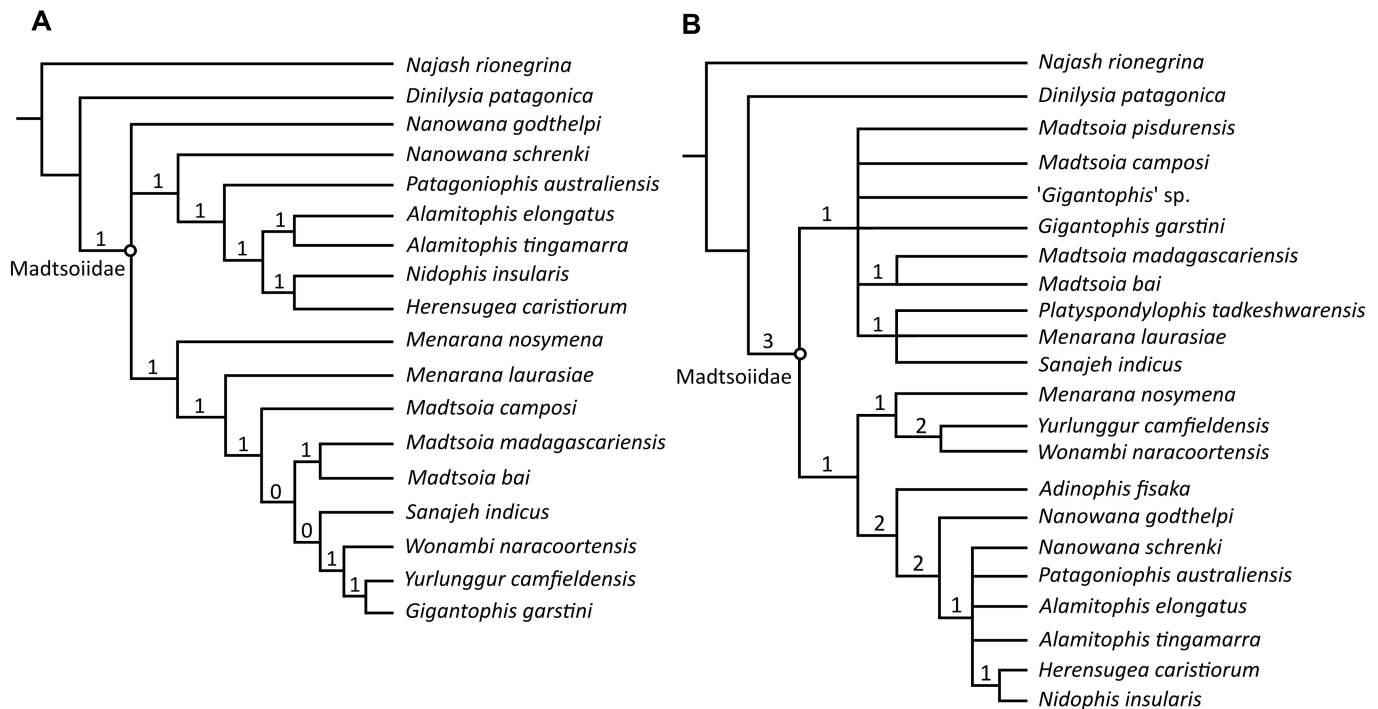 A
Najash rionegrina
Dinilysia patagonica
Nanowana godthelpi
Nanowana schrenki
1
Patagoniophis australiensis
1
Alamitophis elongatus
1
1
Alamitophis tingamarra
1
Madtsoiidae
Nidophis insularis
1
Herensugea caristiorum
Menarana nosymena
1
Menarana laurasiae
1
Madtsoia camposi
1
Madtsoia madagascariensis
1
Madtsoia bai
0
Sanajeh indicus
0
Wonambi naracoortensis
1
Yurlunggur camfieldensis
1
Gigantophis garstini
B
Najash rionegrina
Dinilysia patagonica
Madtsoia pisdurensis
Madtsoia camposi
'Gigantophis' sp.
1
Gigantophis garstini
Madtsoia madagascariensis
1
Madtsoia bai
Platyspondylophis tadkeshwarensis
1
Menarana laurasiae
3
Sanajeh indicus
Madtsoiidae
Menarana nosymena
1
Yurlunggur camfieldensis
2
Wonambi naracoortensis
1
Adinophis fisaka
2
Nanowana godthelpi
Nanowana schrenki
2
Patagoniophis australiensis
1
Alamitophis elongatus
Alamitophis tingamarra
Herensugea caristiorum
1
Nidophis insularis